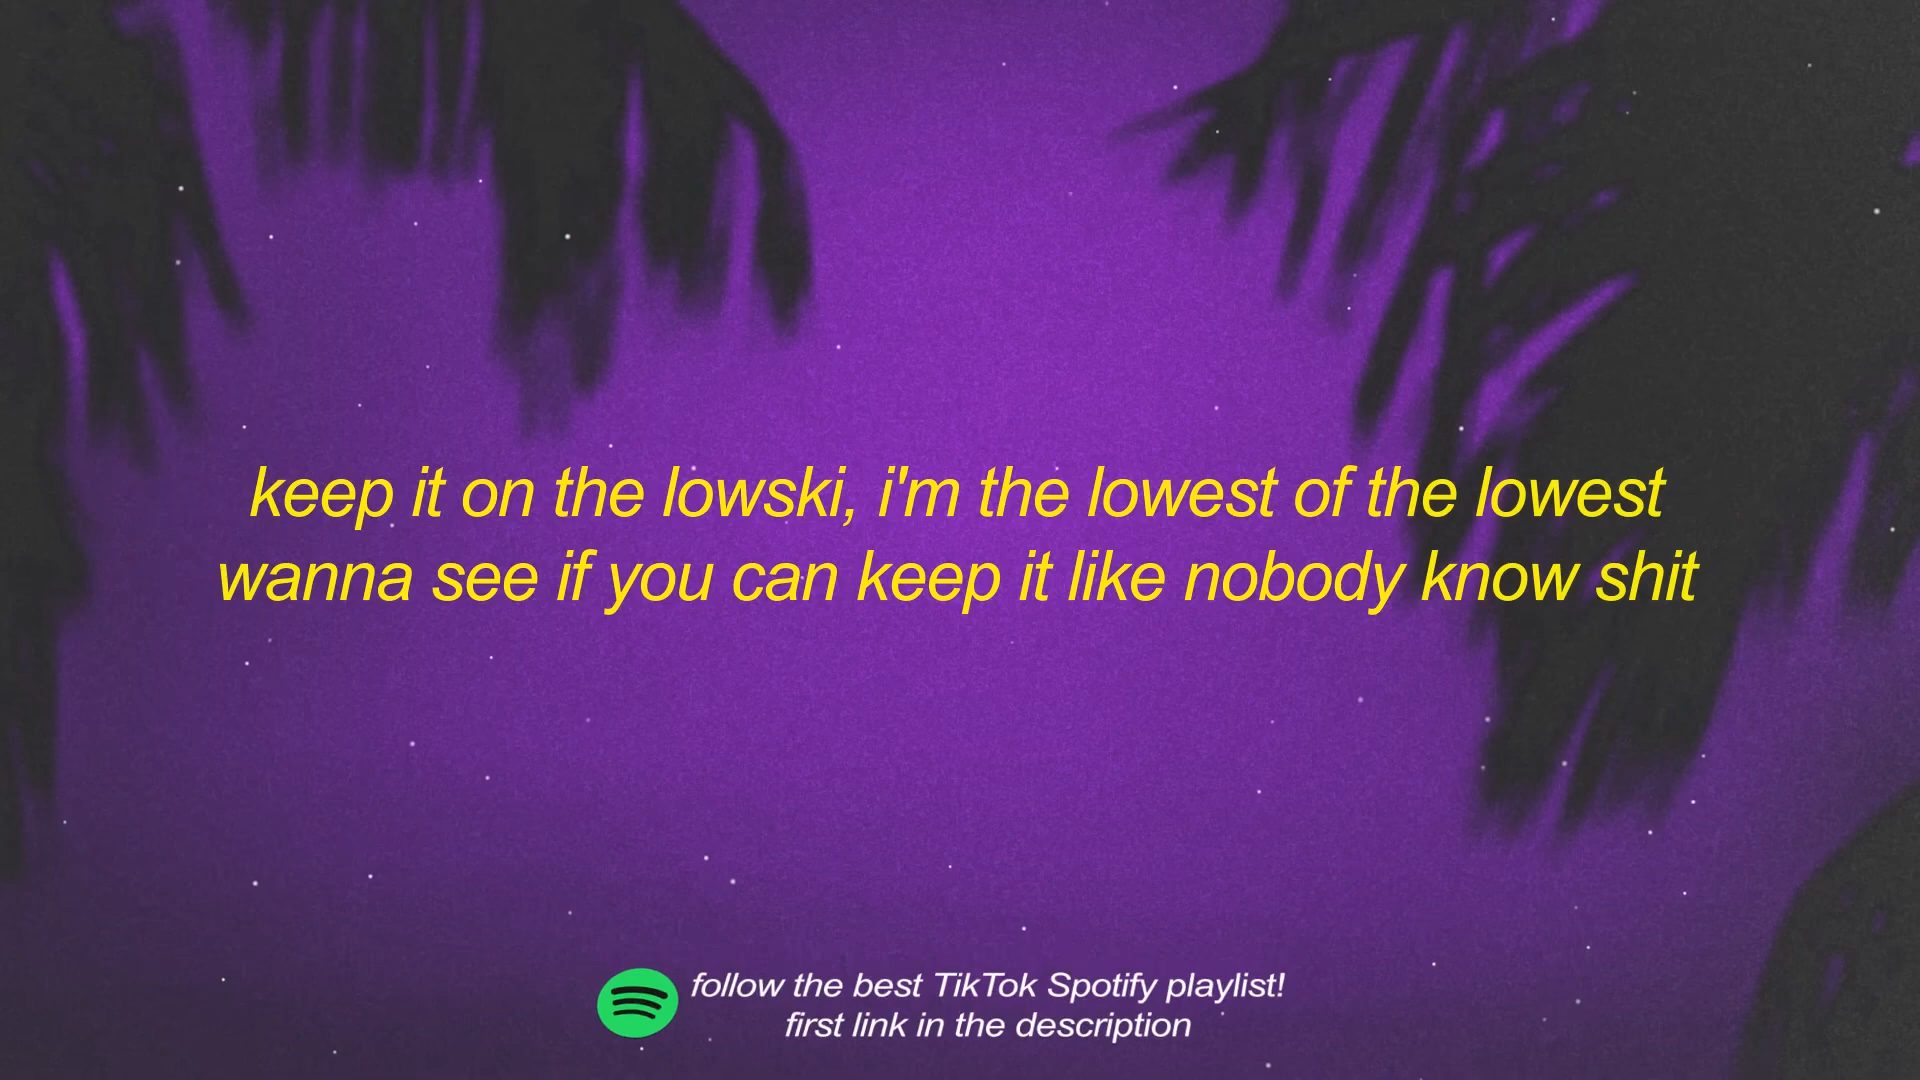 keep it on the lowski, i'm the lowest of the lowest
wanna see if you can keep it like nobody know shit
follow the best TikTok Spotify playlist!
first link in the description